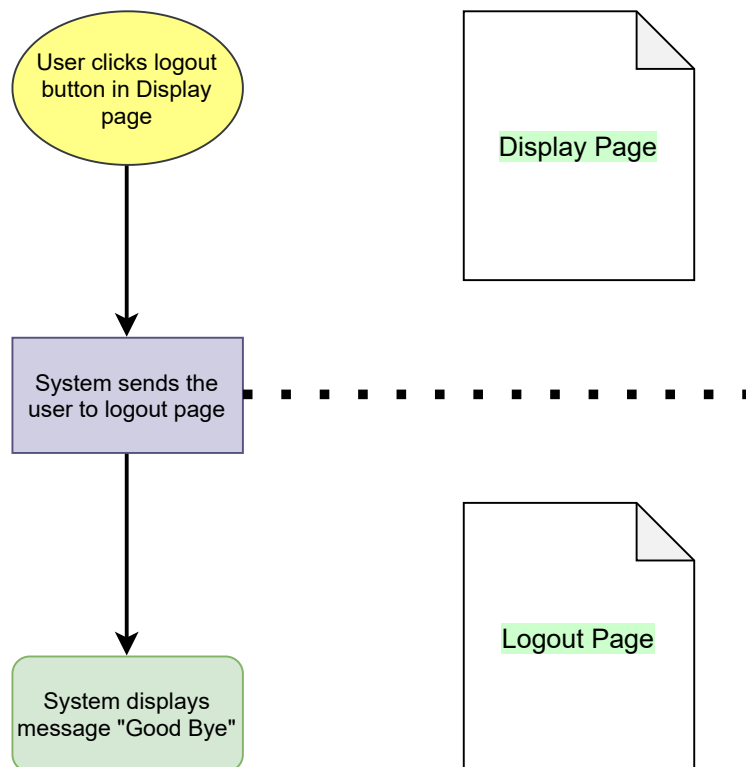 User clicks logout
button in Display
page
Display Page
System sends the
user to logout page
Logout Page
System displays
message "Good Bye"